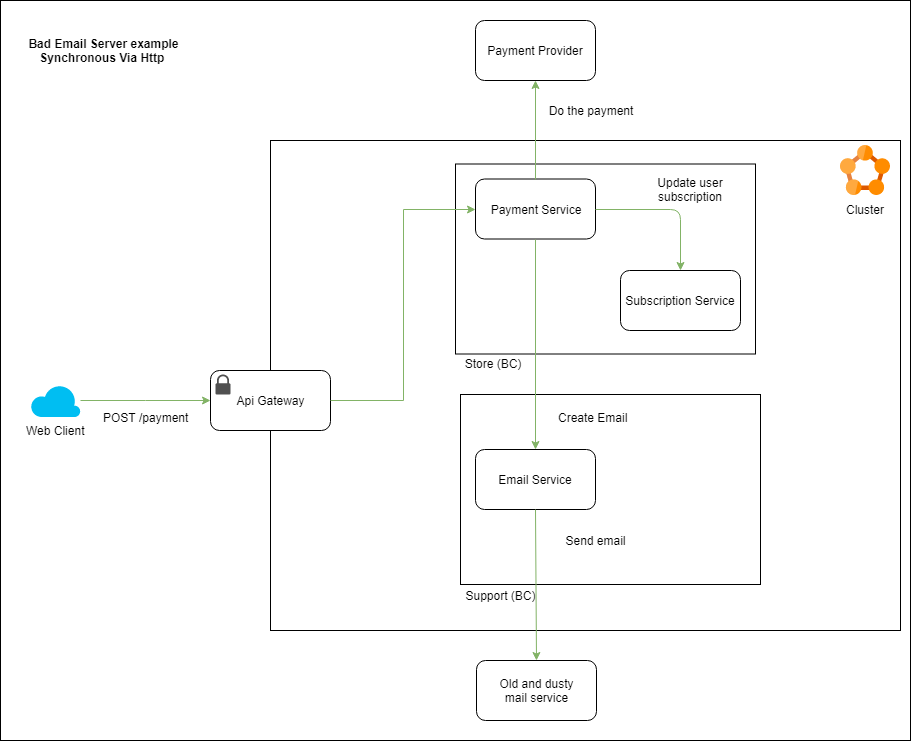 Bad Email Server example
Synchronous Via Http
Payment Provider
Do the payment
Cluster
Update user
subscription
Payment Service
Subscription Service
Store (BC)
Api Gateway
POST /payment
Web Client
Create Email
Email Service
Send email
Support (BC)
Old and dusty
mail service